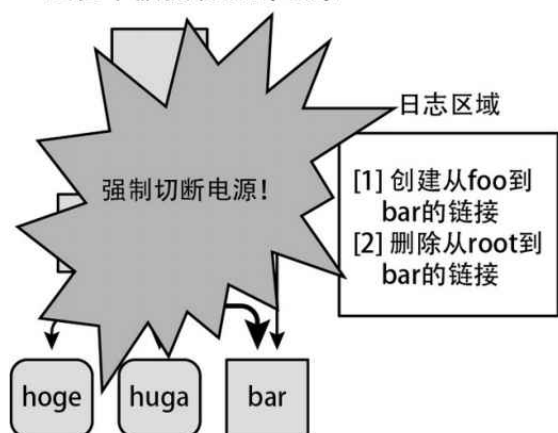 日志区域
强制切断电源!
[1] 创建从foo到
bar的链接
[2] 删除从root到
bar的链接
hoge
huga
bar